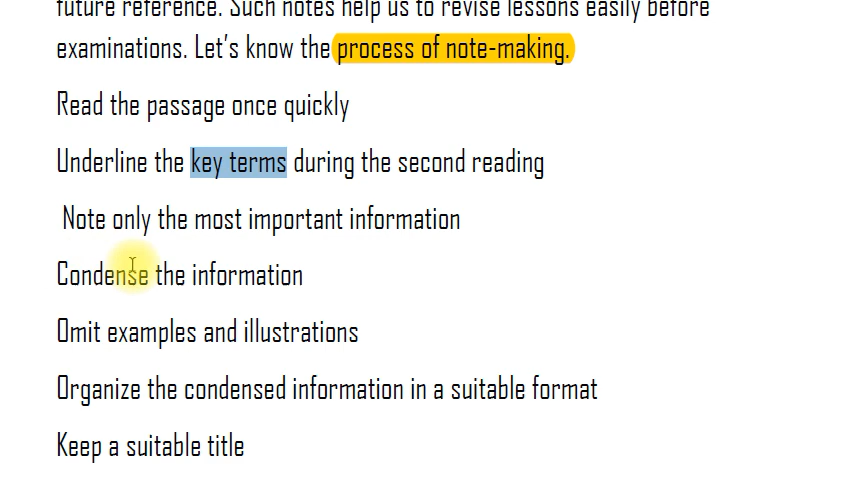 future reference. Such notes help us to revise lessons easily before
examinations. Let's know the process of note-making.
Read the passage once quickly
Underline the key terms during the second reading
Note only the most important information
Condense the information
Omit examples and illustrations
Organize the condensed information in a suitable format
Keep a suitable title